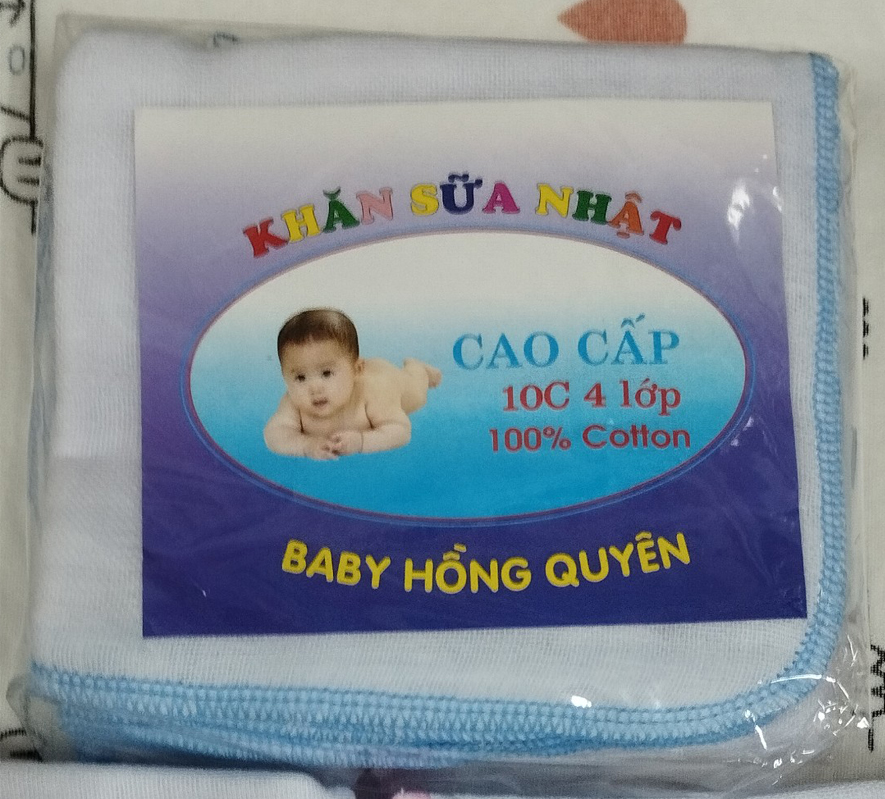 KHĂN SỮA NHẬT
CAO CẤP
10C 4 lớp
100% Cotton
BABY HỒNG QUYÊN